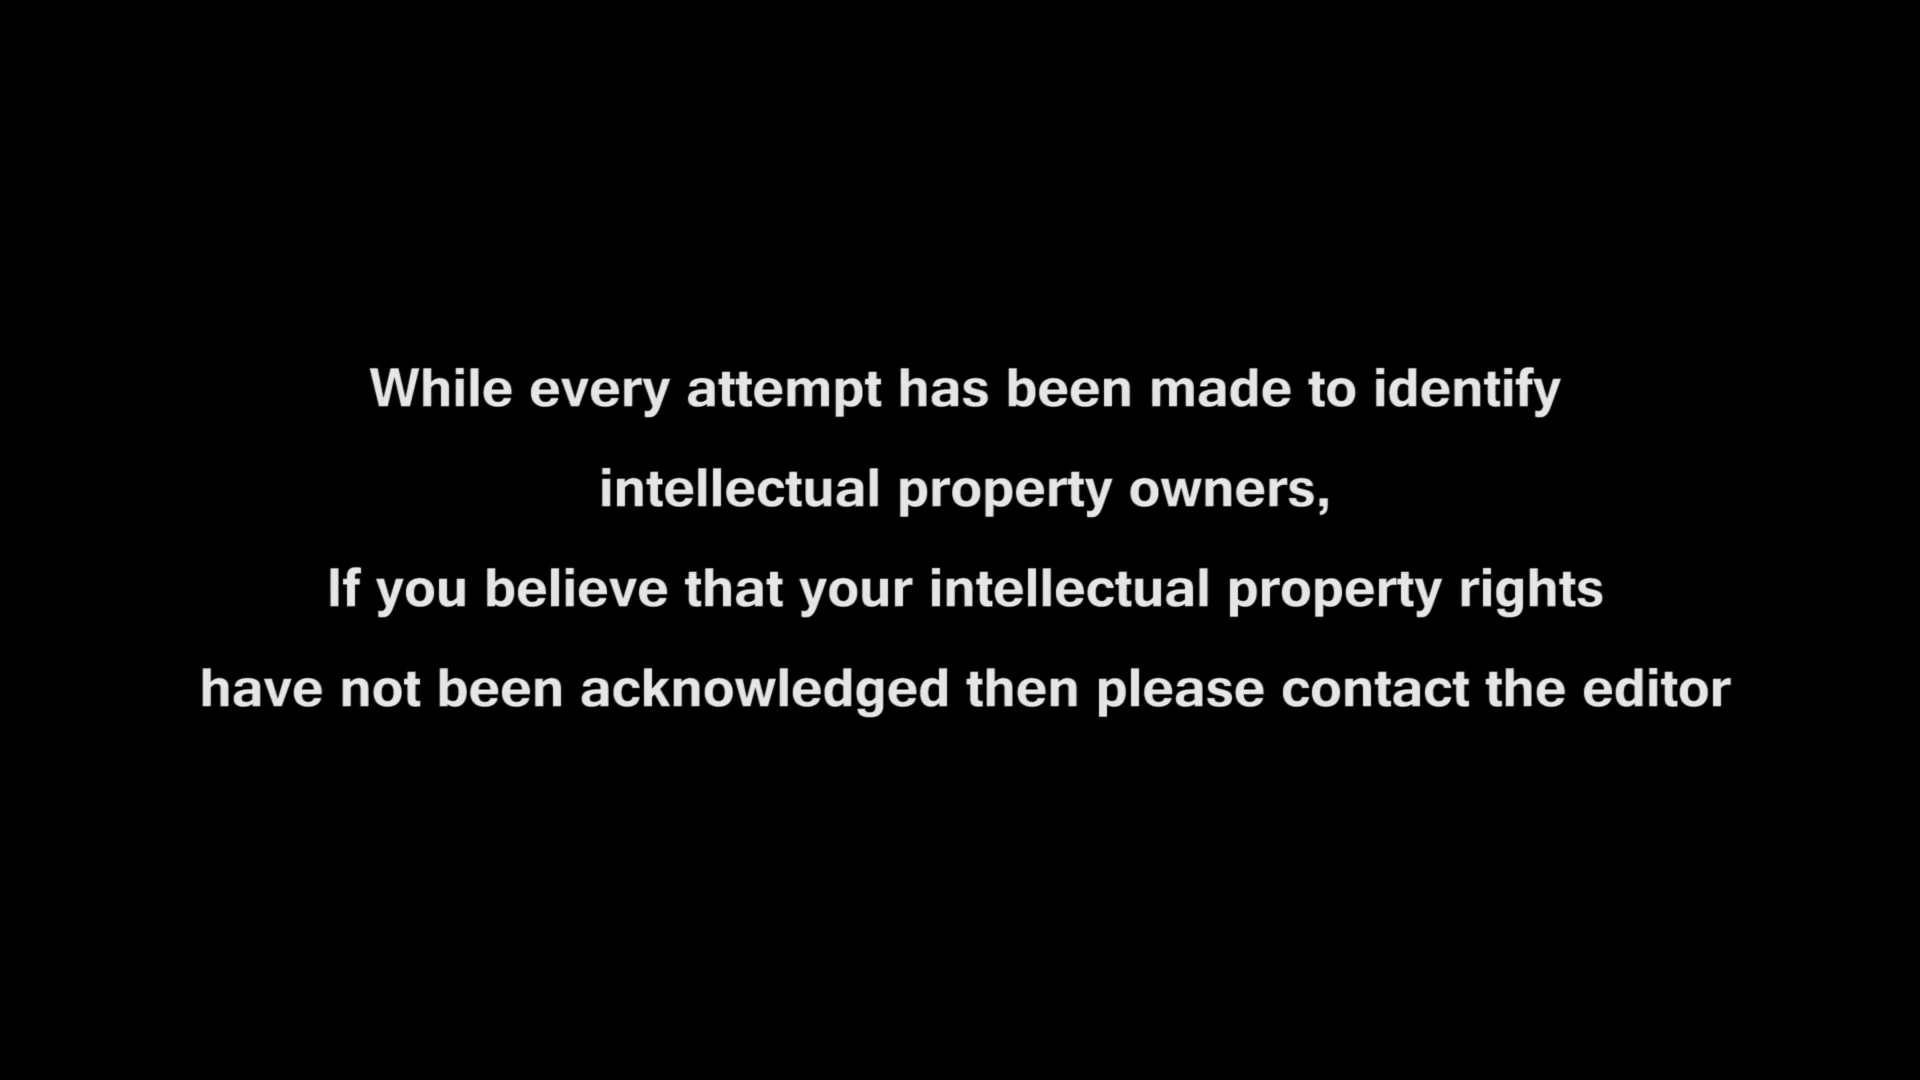 While every attempt has been made to identify
intellectual property owners,
If you believe that your intellectual property rights
have not been acknowledged then please contact the editor